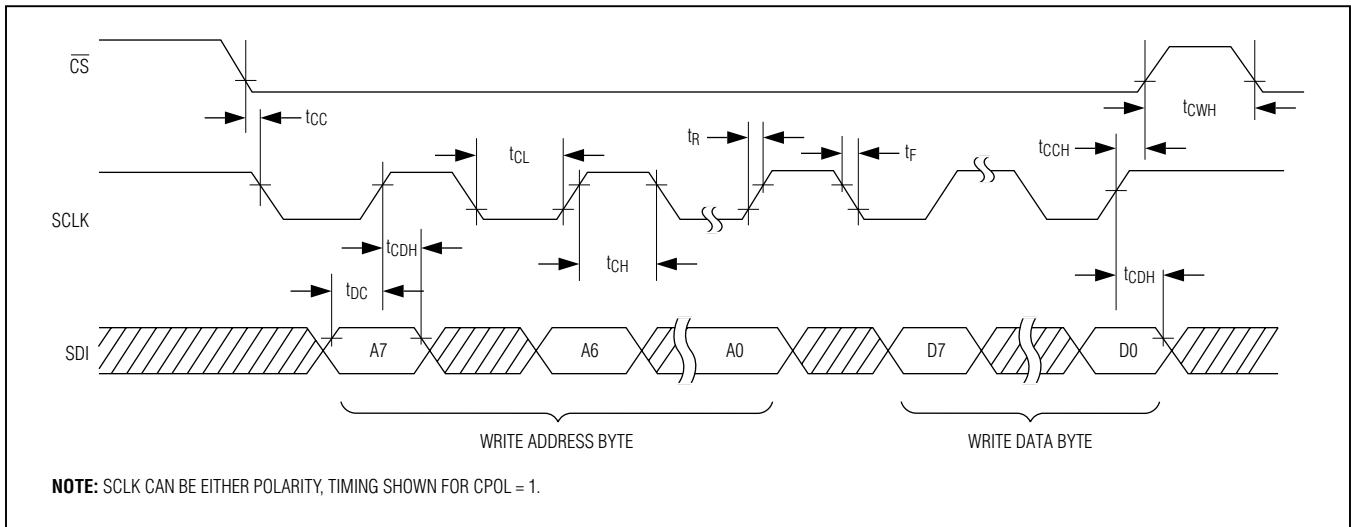 CS
tCC
tCWH
tR
tF
tCCH
tCL
SCLK
tCDH
tCH
tCDH
tDC
SDI
A7
A6
A0
D7
D0
WRITE ADDRESS BYTE
WRITE DATA BYTE
NOTE: SCLK CAN BE EITHER POLARITY, TIMING SHOWN FOR CPOL = 1.